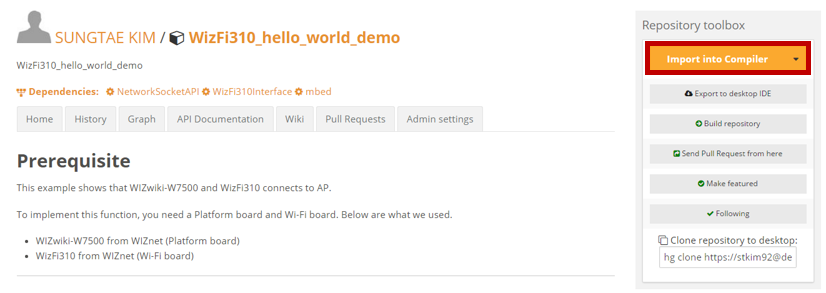 SUNGTAE KIM / WizFi310_hello_world_demo
WizFi310_hello_world_demo
Dependencies: NetworkSocketAPI WizFi310Interface mbed
Home History Graph API Documentation Wiki Pull Requests Admin settings
Prerequisite
This example shows that WIZwiki-W7500 and WizFi310 connects to AP.
To implement this function, you need a Platform board and Wi-Fi board. Below are what we used.
WIZwiki-W7500 from WIZnet (Platform board)
WizFi310 from WIZnet (Wi-Fi board)
Repository toolbox
Import into Compiler
Export to desktop IDE
Build repository
Send Pull Request from here
Make featured
Following
Clone repository to desktop:
hg clone https://stkim92@de